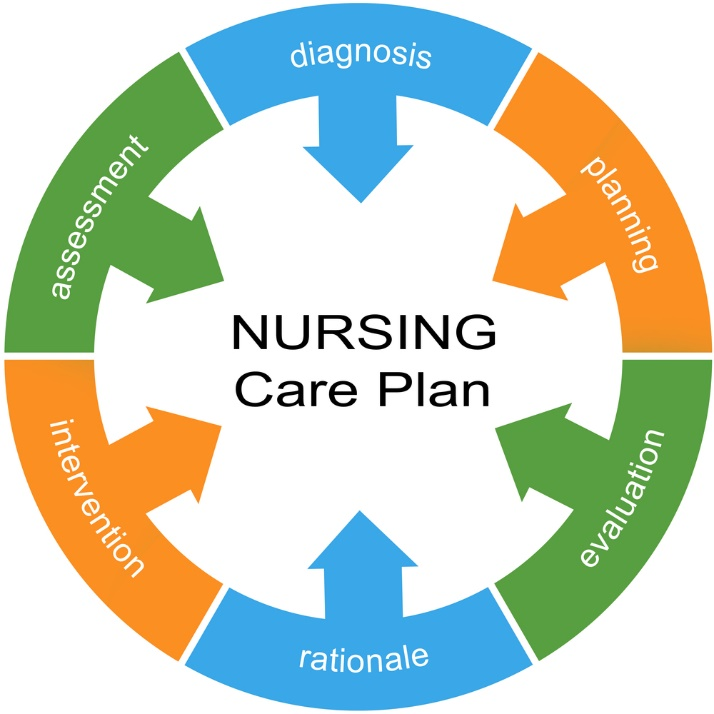 diagnosis
planning
evaluation
rationale
intervention
assessment
NURSING
Care Plan